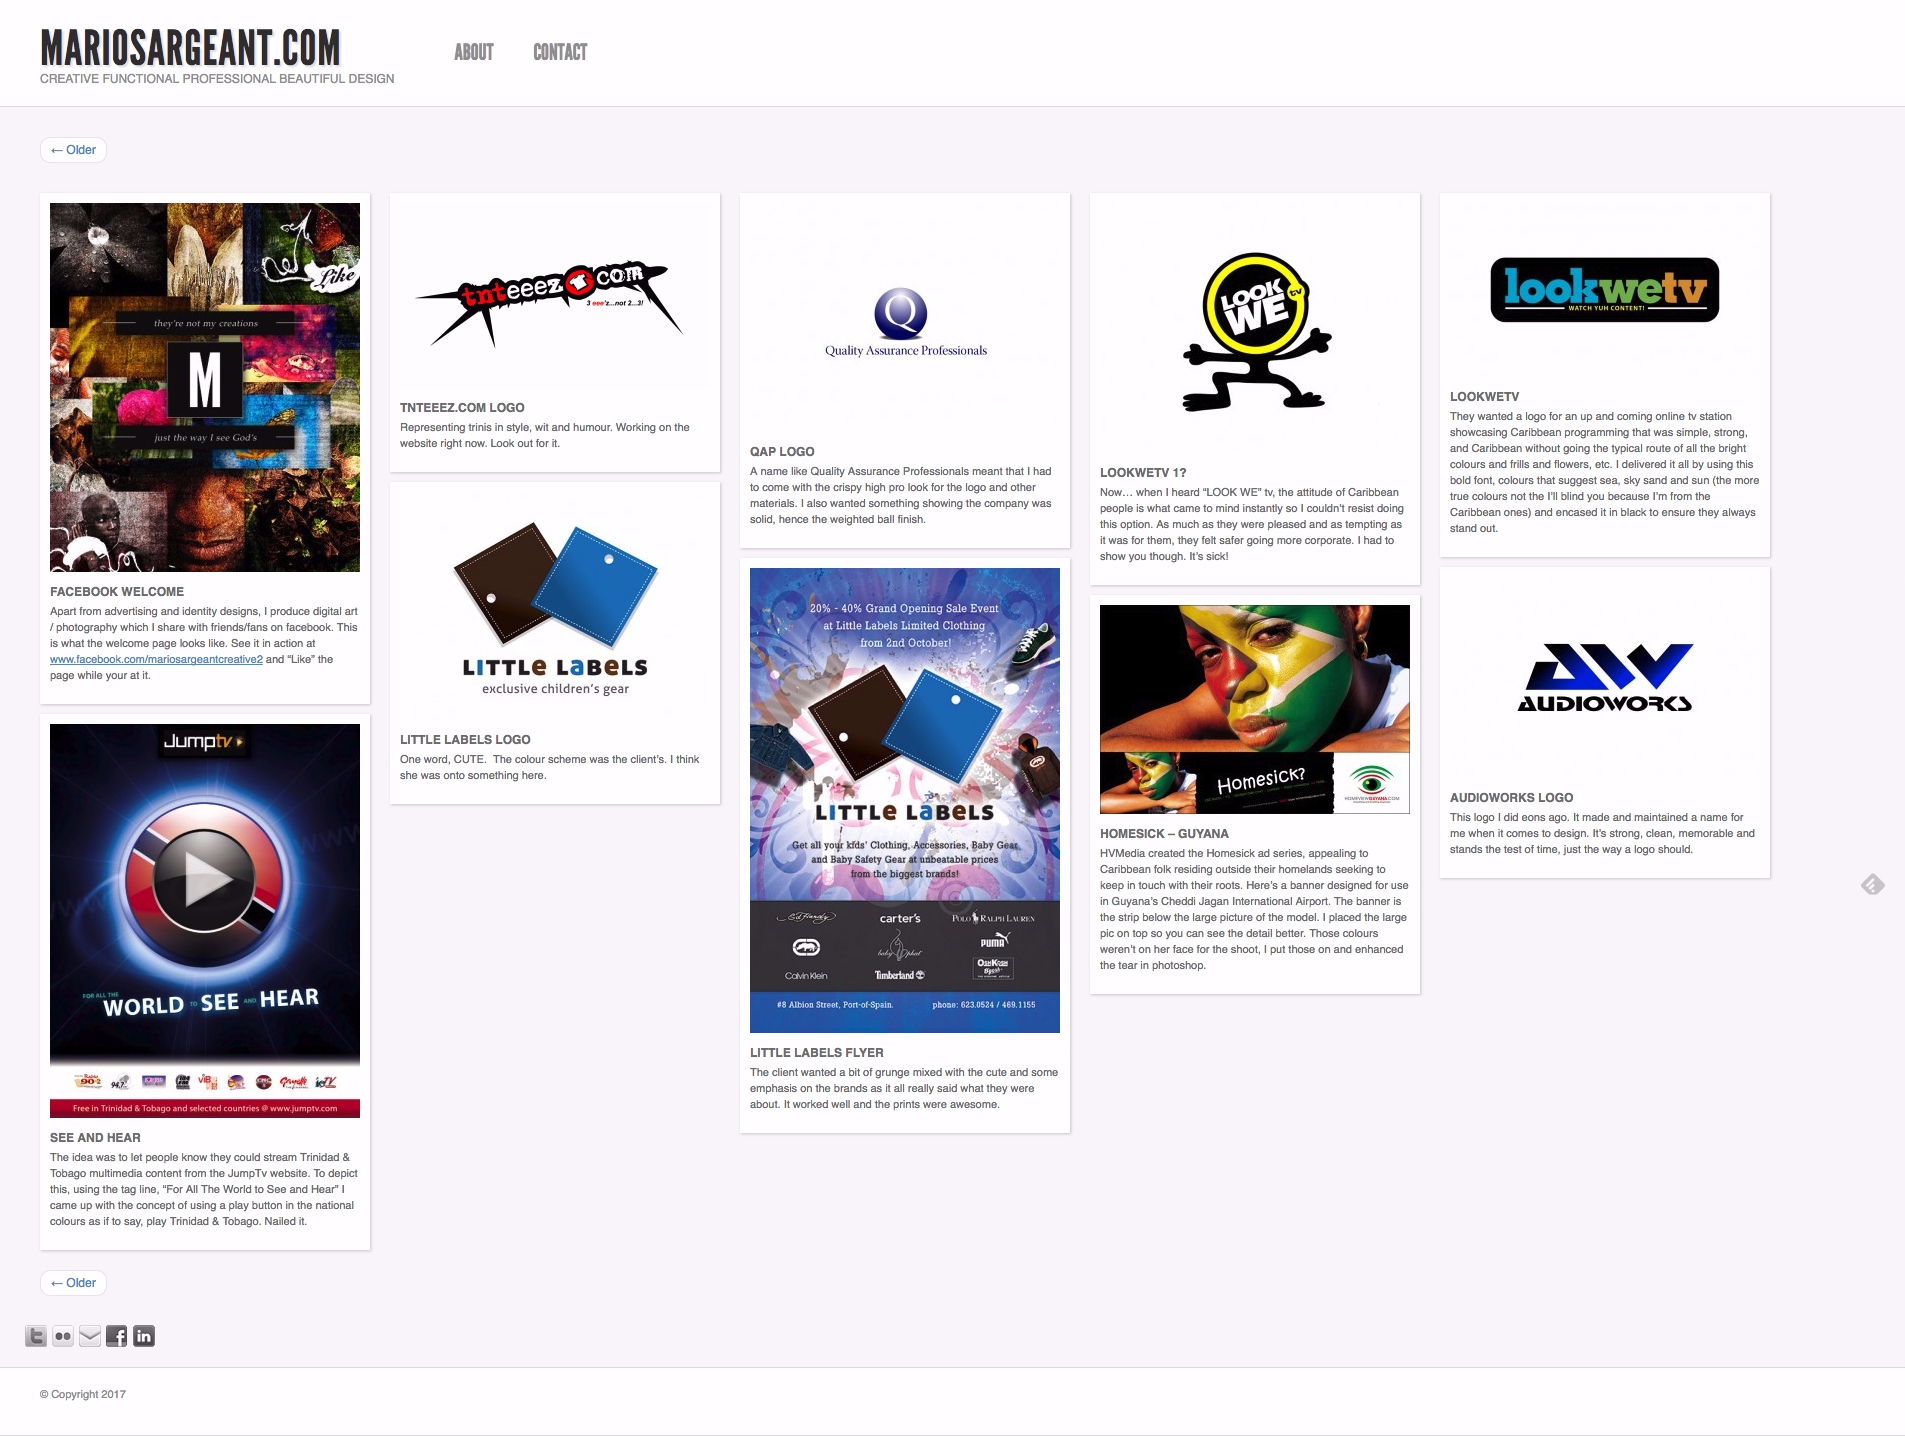 MARIOSARGEANT.COM
CREATIVE FUNCTIONAL PROFESSIONAL BEAUTIFUL DESIGN
ABOUT
CONTACT
← Older
Like
they're not my creations
M
just the way I see God's
FACEBOOK WELCOME
Apart from advertising and identity designs, I produce digital art
/ photography which I share with friends/fans on facebook. This
is what the welcome page looks like. See it in action at
www.facebook.com/mariosargeantcreative2 and “Like” the
page while your at it.
Jumptv
FOR ALL THE
WORLD TO SEE AND HEAR
90.2
94.7
Free in Trinidad & Tobago and selected countries @ www.jumptv.com
SEE AND HEAR
The idea was to let people know they could stream Trinidad &
Tobago multimedia content from the JumpTv website. To depict
this, using the tag line, “For All The World to See and Hear” I
came up with the concept of using a play button in the national
colours as if to say, play Trinidad & Tobago. Nailed it.
tnteeez.com
3 eee'z...not 2...3!
TNTEEEZ.COM LOGO
Representing trinis in style, wit and humour. Working on the
website right now. Look out for it.
LITTLe LaBeLS
exclusive children's gear
LITTLE LABELS LOGO
One word, CUTE.  The colour scheme was the client’s. I think
she was onto something here.
Q
Quality Assurance Professionals
QAP LOGO
A name like Quality Assurance Professionals meant that I had
to come with the crispy high pro look for the logo and other
materials. I also wanted something showing the company was
solid, hence the weighted ball finish.
20% - 40% Grand Opening Sale Event
at Little Labels Limited Clothing
from 2nd October!
LITTLe LaBeLS
Get all your kids' Clothing, Accessories, Baby Gear,
and Baby Safety Gear at unbeatable prices
from the biggest brands!
Ed Hardy
carter's
POLO RALPH LAUREN
baby phat
PUMA
Calvin Klein
Timberland
OSHKOSH
B'gosh
#8 Albion Street, Port-of-Spain.
phone: 623.0524 / 469.1155
LITTLE LABELS FLYER
The client wanted a bit of grunge mixed with the cute and some
emphasis on the brands as it all really said what they were
about. It worked well and the prints were awesome.
LOOK
WE tv
LOOKWETV 1?
Now… when I heard “LOOK WE” tv, the attitude of Caribbean
people is what came to mind instantly so I couldn’t resist doing
this option. As much as they were pleased and as tempting as
it was for them, they felt safer going more corporate. I had to
show you though. It’s sick!
Homesick?
HOMEVIEWGUYANA.COM
HOMESICK – GUYANA
HVMedia created the Homesick ad series, appealing to
Caribbean folk residing outside their homelands seeking to
keep in touch with their roots. Here’s a banner designed for use
in Guyana’s Cheddi Jagan International Airport. The banner is
the strip below the large picture of the model. I placed the large
pic on top so you can see the detail better. Those colours
weren’t on her face for the shoot, I put those on and enhanced
the tear in photoshop.
lookwetv
WATCH YUH CONTENT!
LOOKWETV
They wanted a logo for an up and coming online tv station
showcasing Caribbean programming that was simple, strong,
and Caribbean without going the typical route of all the bright
colours and frills and flowers, etc. I delivered it all by using this
bold font, colours that suggest sea, sky sand and sun (the more
true colours not the I’ll blind you because I’m from the
Caribbean ones) and encased it in black to ensure they always
stand out.
AW
AUDIOWORKS
AUDIOWORKS LOGO
This logo I did eons ago. It made and maintained a name for
me when it comes to design. It’s strong, clean, memorable and
stands the test of time, just the way a logo should.
← Older
© Copyright 2017